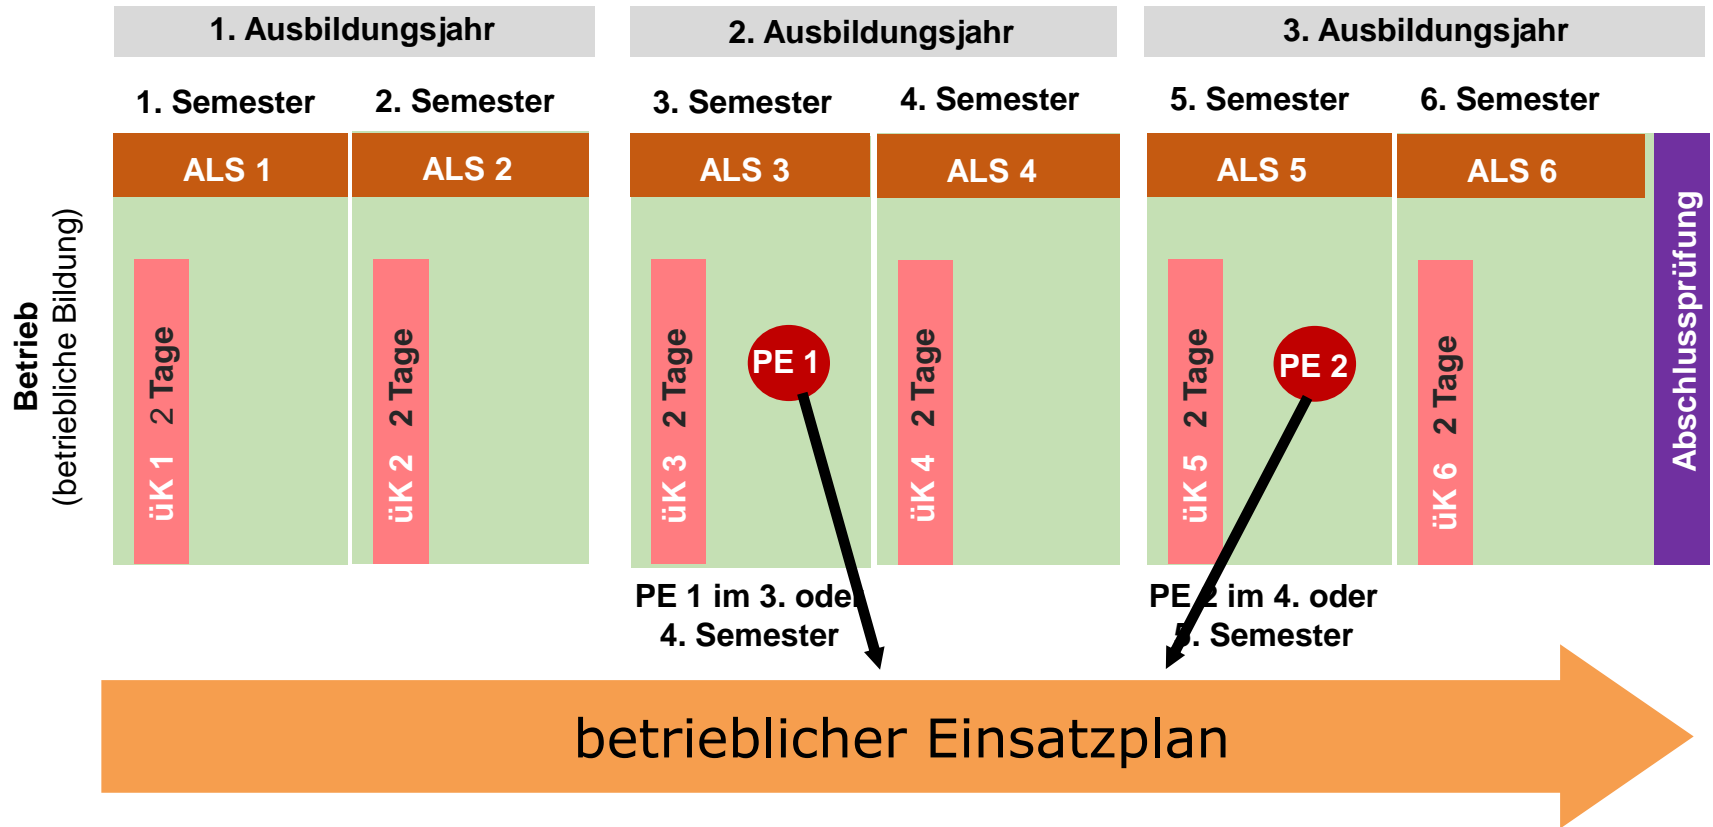 1. Ausbildungsjahr
2. Ausbildungsjahr
3. Ausbildungsjahr
1. Semester
2. Semester
3. Semester
4. Semester
5. Semester
6. Semester
ALS 1
ALS 2
ALS 3
ALS 4
ALS 5
ALS 6
Betrieb
(betriebliche Bildung)
üK 1 2 Tage
üK 2 2 Tage
üK 3 2 Tage
PE 1
üK 4 2 Tage
üK 5 2 Tage
PE 2
üK 6 2 Tage
Abschlussprüfung
PE 1 im 3. oder
4. Semester
PE 2 im 4. oder
5. Semester
betrieblicher Einsatzplan